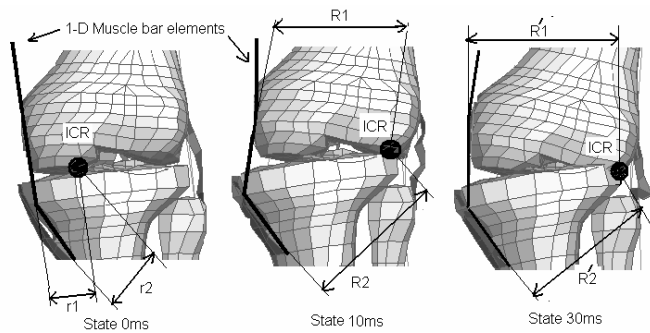 1-D Muscle bar elements
R1
R'1
ICR
ICR
ICR
r1
r2
R2
R'2
State 0ms
State 10ms
State 30ms